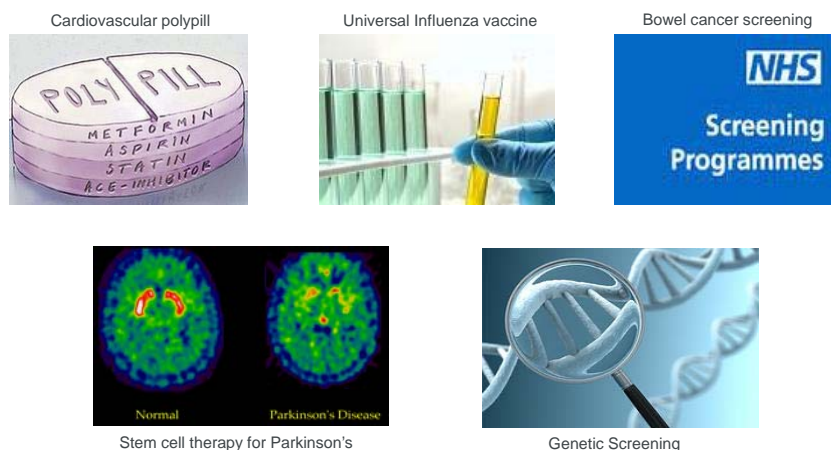 Cardiovascular polypill
Universal Influenza vaccine
Bowel cancer screening
POLY PILL
METFORMIN
ASPIRIN
STATIN
ACE-INHIBITOR
NHS
Screening
Programmes
Normal
Parkinson's Disease
Stem cell therapy for Parkinson's
Genetic Screening